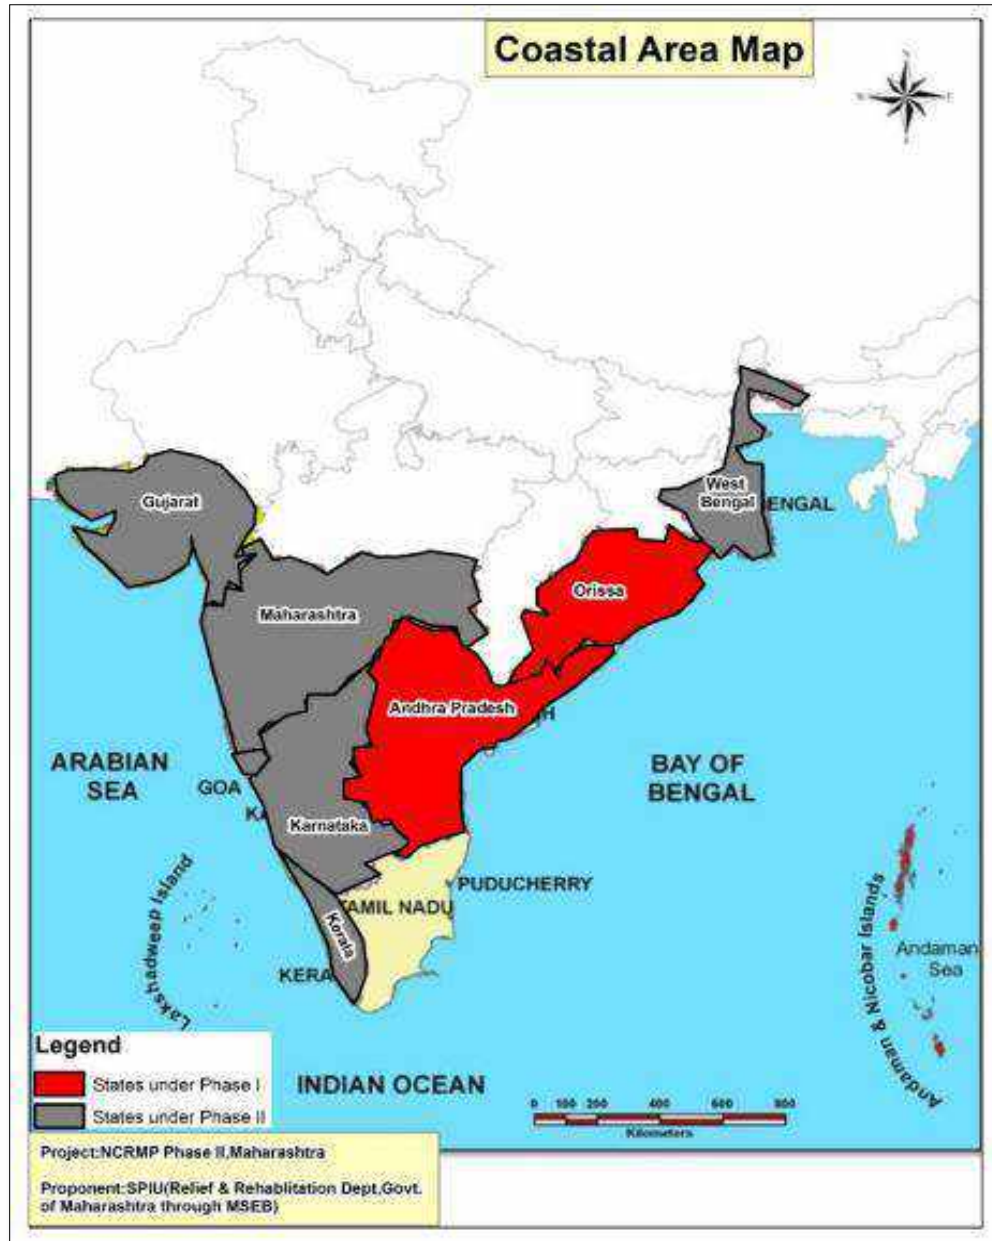 Coastal Area Map
N
W
E
S
Gujarat
West
Bengal
ENGAL
Orissa
Maharashtra
Andhra Pradesh
H
ARABIAN
SEA
BAY OF
BENGAL
GOA
KA
Karnataka
PUDUCHERRY
TAMIL NADU
Kerala
KERA
Lakshadweep Island
Andaman & Nicobar Islands
Andaman
Sea
Legend
States under Phase I
States under Phase II
INDIAN OCEAN
0 100 200 400 600 800
Kilometers
Project:NCRMP Phase II,Maharashtra
Proponent:SPIU(Relief & Rehablitation Dept,Govt.
of Maharashtra through MSEB)